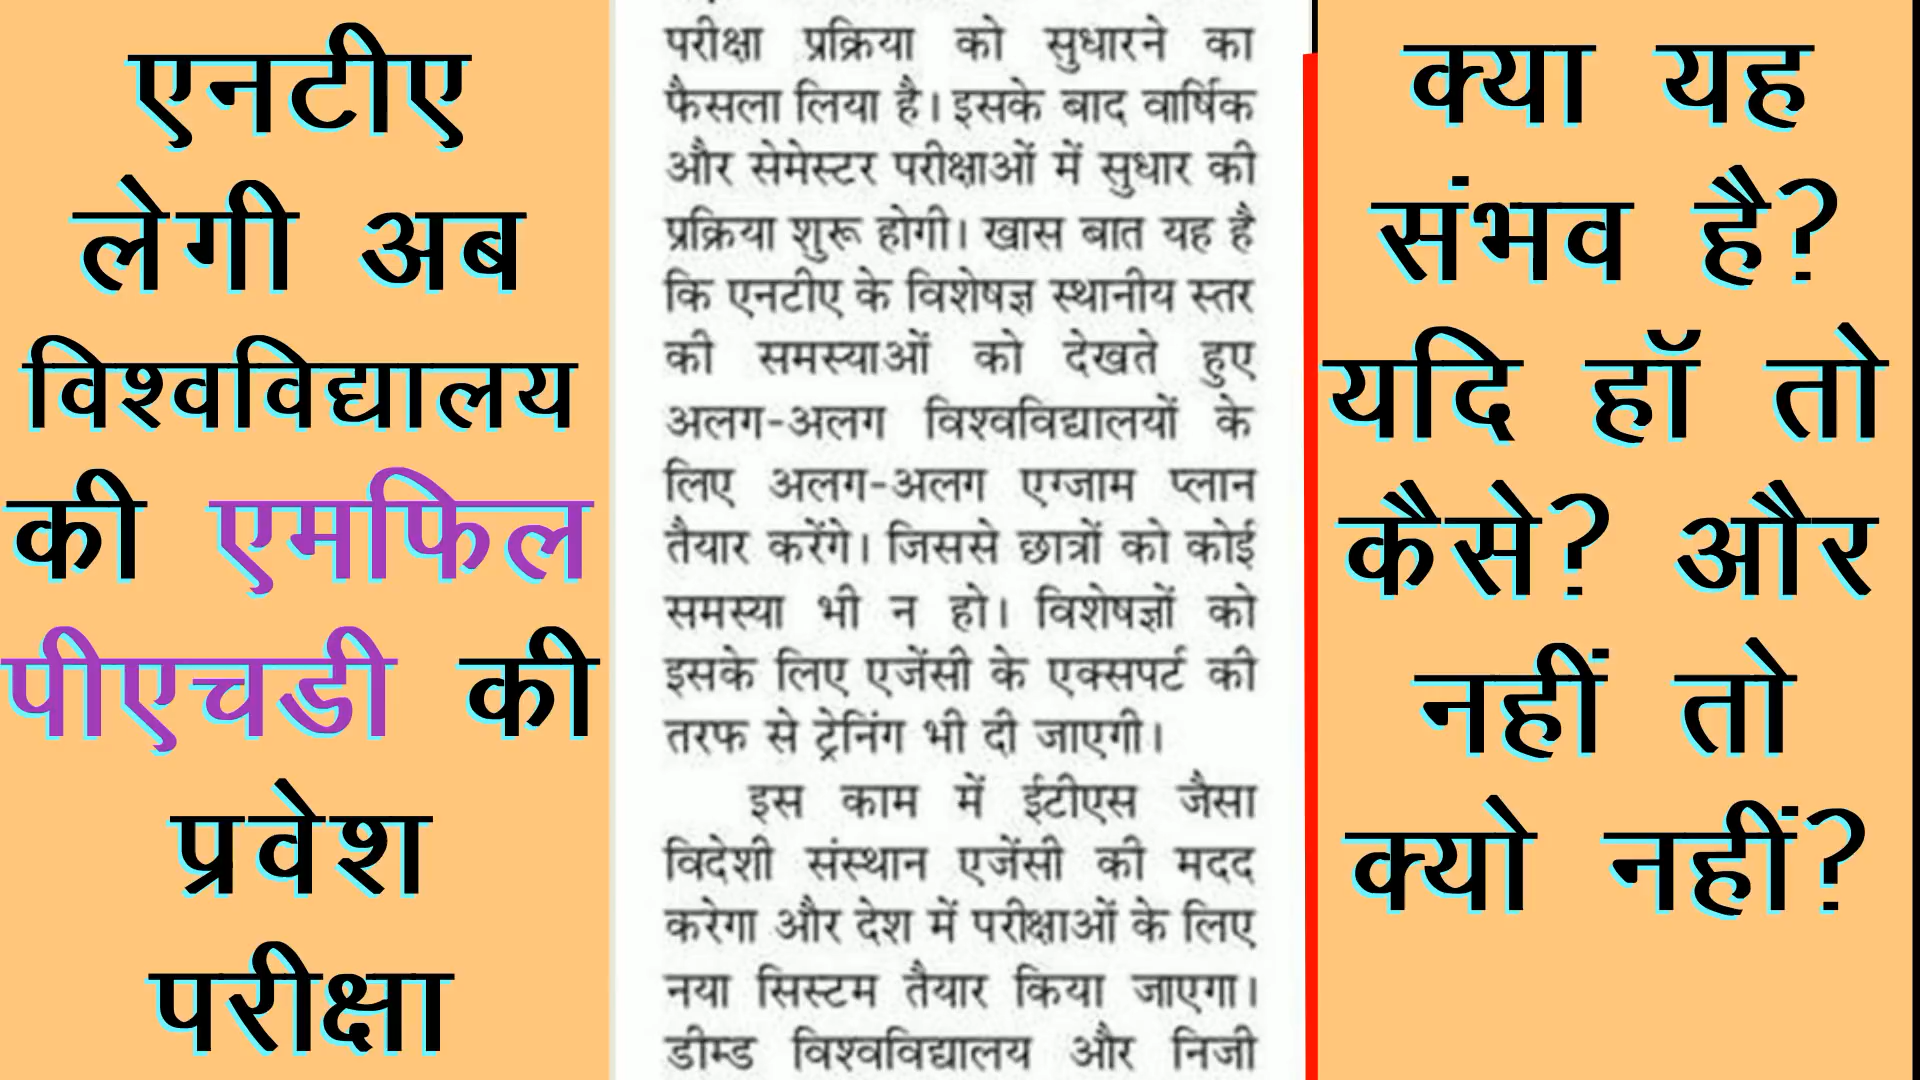 एनटीए
लेगी अब
विश्वविद्यालय
की एमफिल
पीएचडी की
प्रवेश
परीक्षा
परीक्षा प्रक्रिया को सुधारने का
फैसला लिया है। इसके बाद वार्षिक
और सेमेस्टर परीक्षाओं में सुधार की
प्रक्रिया शुरू होगी। खास बात यह है
कि एनटीए के विशेषज्ञ स्थानीय स्तर
की समस्याओं को देखते हुए
अलग-अलग विश्वविद्यालयों के
लिए अलग-अलग एग्जाम प्लान
तैयार करेंगे। जिससे छात्रों को कोई
समस्या भी न हो। विशेषज्ञों को
इसके लिए एजेंसी के एक्सपर्ट की
तरफ से ट्रेनिंग भी दी जाएगी।
इस काम में ईटीएस जैसा
विदेशी संस्थान एजेंसी की मदद
करेगा और देश में परीक्षाओं के लिए
नया सिस्टम तैयार किया जाएगा।
डीम्ड विश्वविद्यालय और निजी
क्या यह
संभव है?
यदि हॉ तो
कैसे? और
नहीं तो
क्यो नहीं?